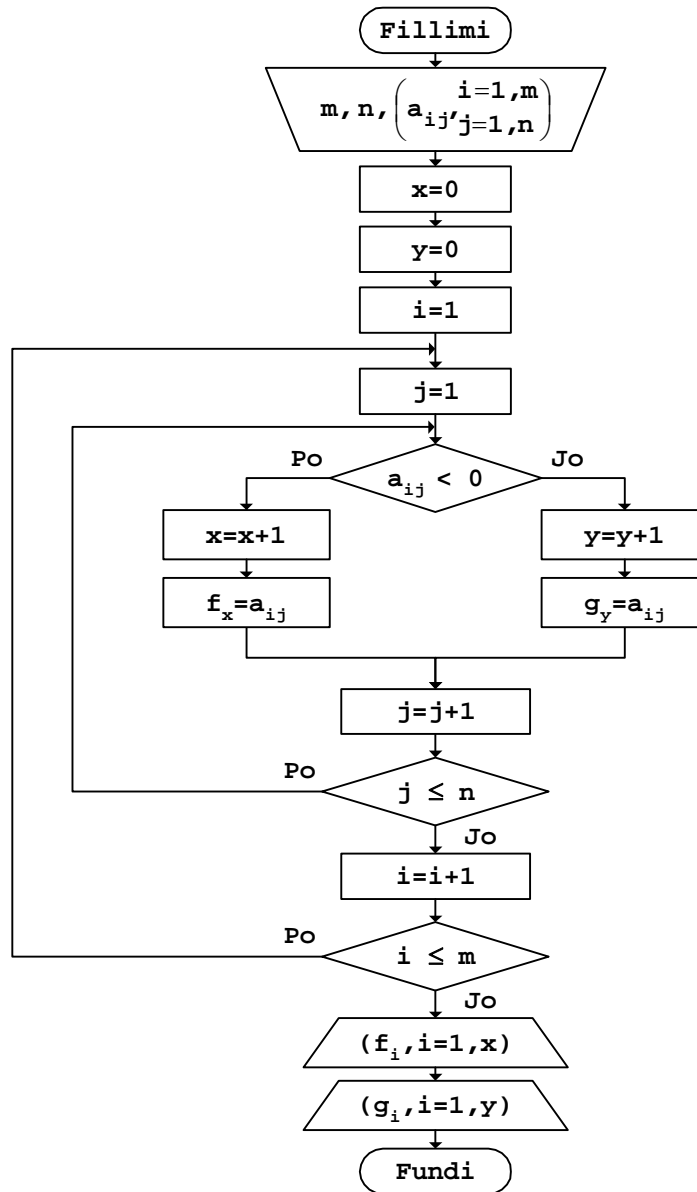 Fillimi
m, n, (a_ij, i=1,m
j=1,n)
x=0
y=0
i=1
j=1
Po
a_ij < 0
Jo
x=x+1
y=y+1
f_x=a_ij
g_y=a_ij
j=j+1
Po
j ≤ n
Jo
i=i+1
Po
i ≤ m
Jo
(f_i,i=1,x)
(g_i,i=1,y)
Fundi